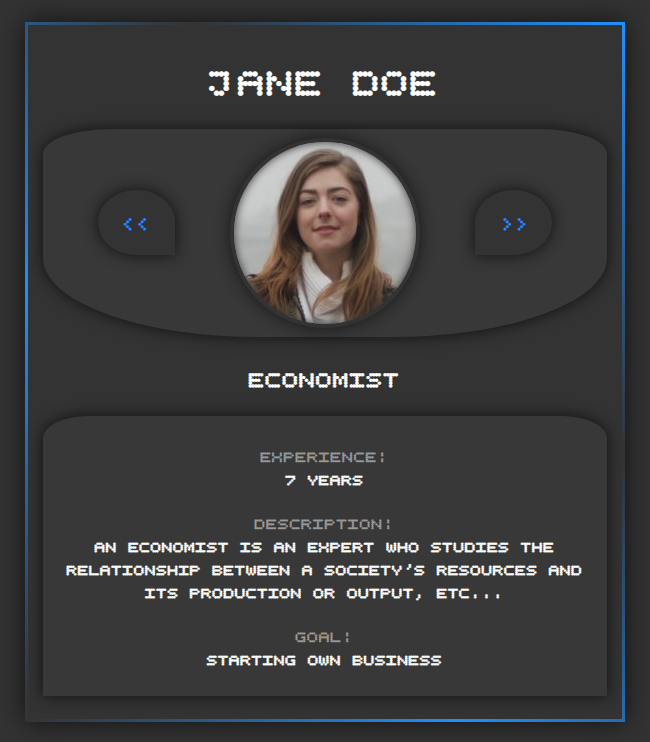 JANE DOE
<< >>
ECONOMIST
EXPERIENCE:
7 YEARS
DESCRIPTION:
AN ECONOMIST IS AN EXPERT WHO STUDIES THE
RELATIONSHIP BETWEEN A SOCIETY'S RESOURCES AND
ITS PRODUCTION OR OUTPUT, ETC...
GOAL:
STARTING OWN BUSINESS